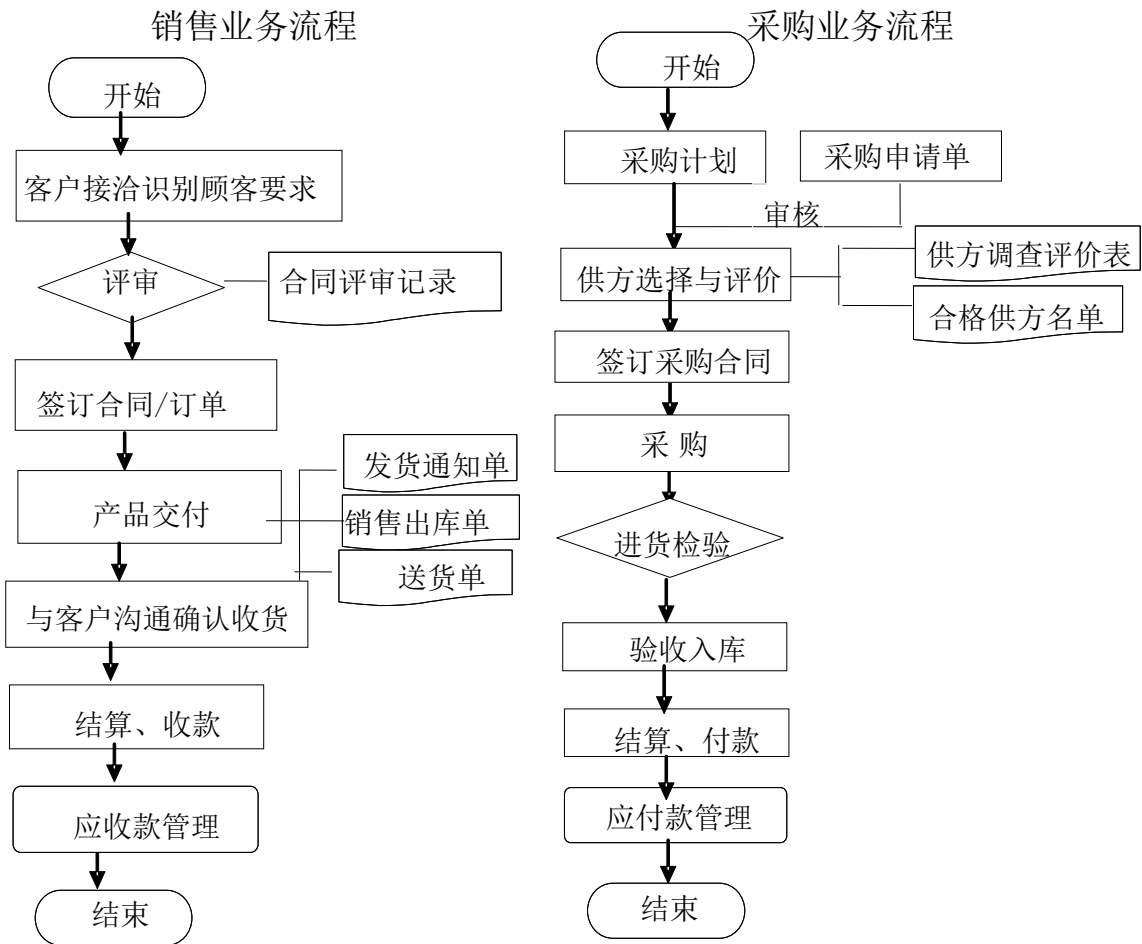 销售业务流程
开始
客户接洽识别顾客要求
评审
合同评审记录
签订合同/订单
发货通知单
产品交付
销售出库单
送货单
与客户沟通确认收货
结算、收款
应收款管理
结束
采购业务流程
开始
采购计划
采购申请单
审核
供方选择与评价
供方调查评价表
合格供方名单
签订采购合同
采 购
进货检验
验收入库
结算、付款
应付款管理
结束